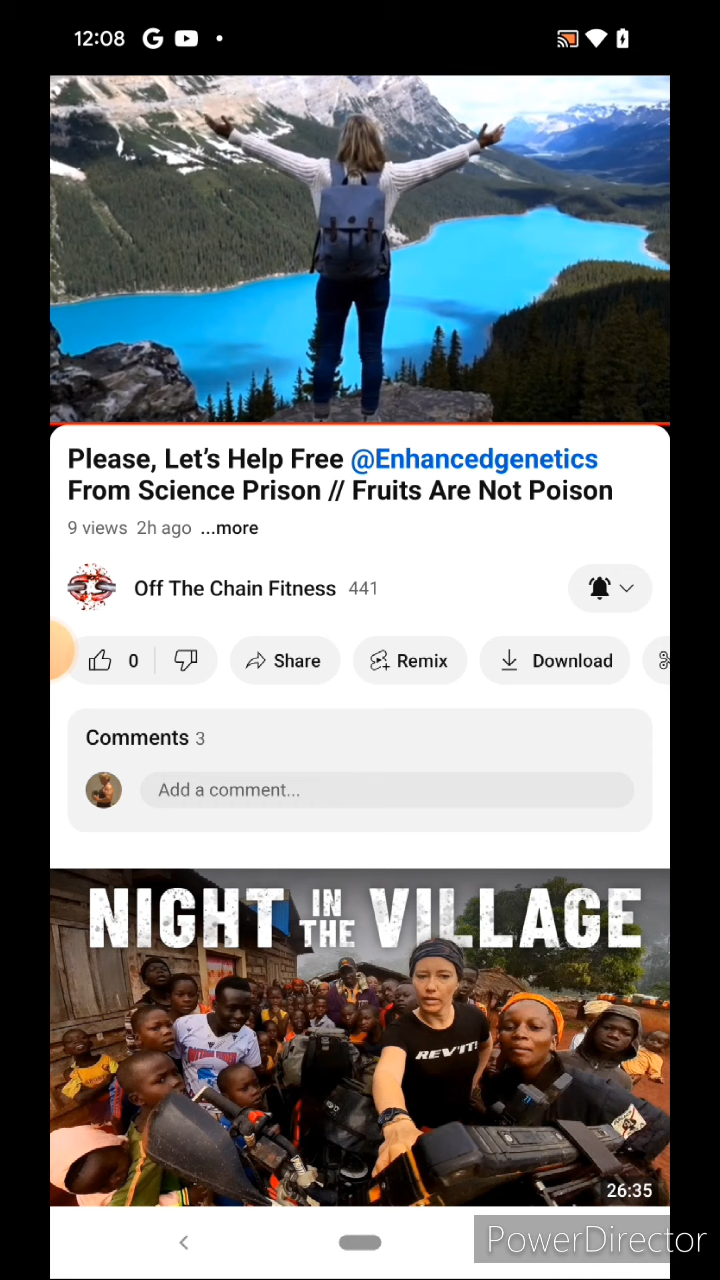 12:08
Please, Let's Help Free @Enhancedgenetics
From Science Prison // Fruits Are Not Poison
9 views 2h ago ...more
Off The Chain Fitness 441
0 Share Remix Download
Comments 3
Add a comment...
NIGHT IN THE VILLAGE
REV'IT!
26:35
PowerDirector